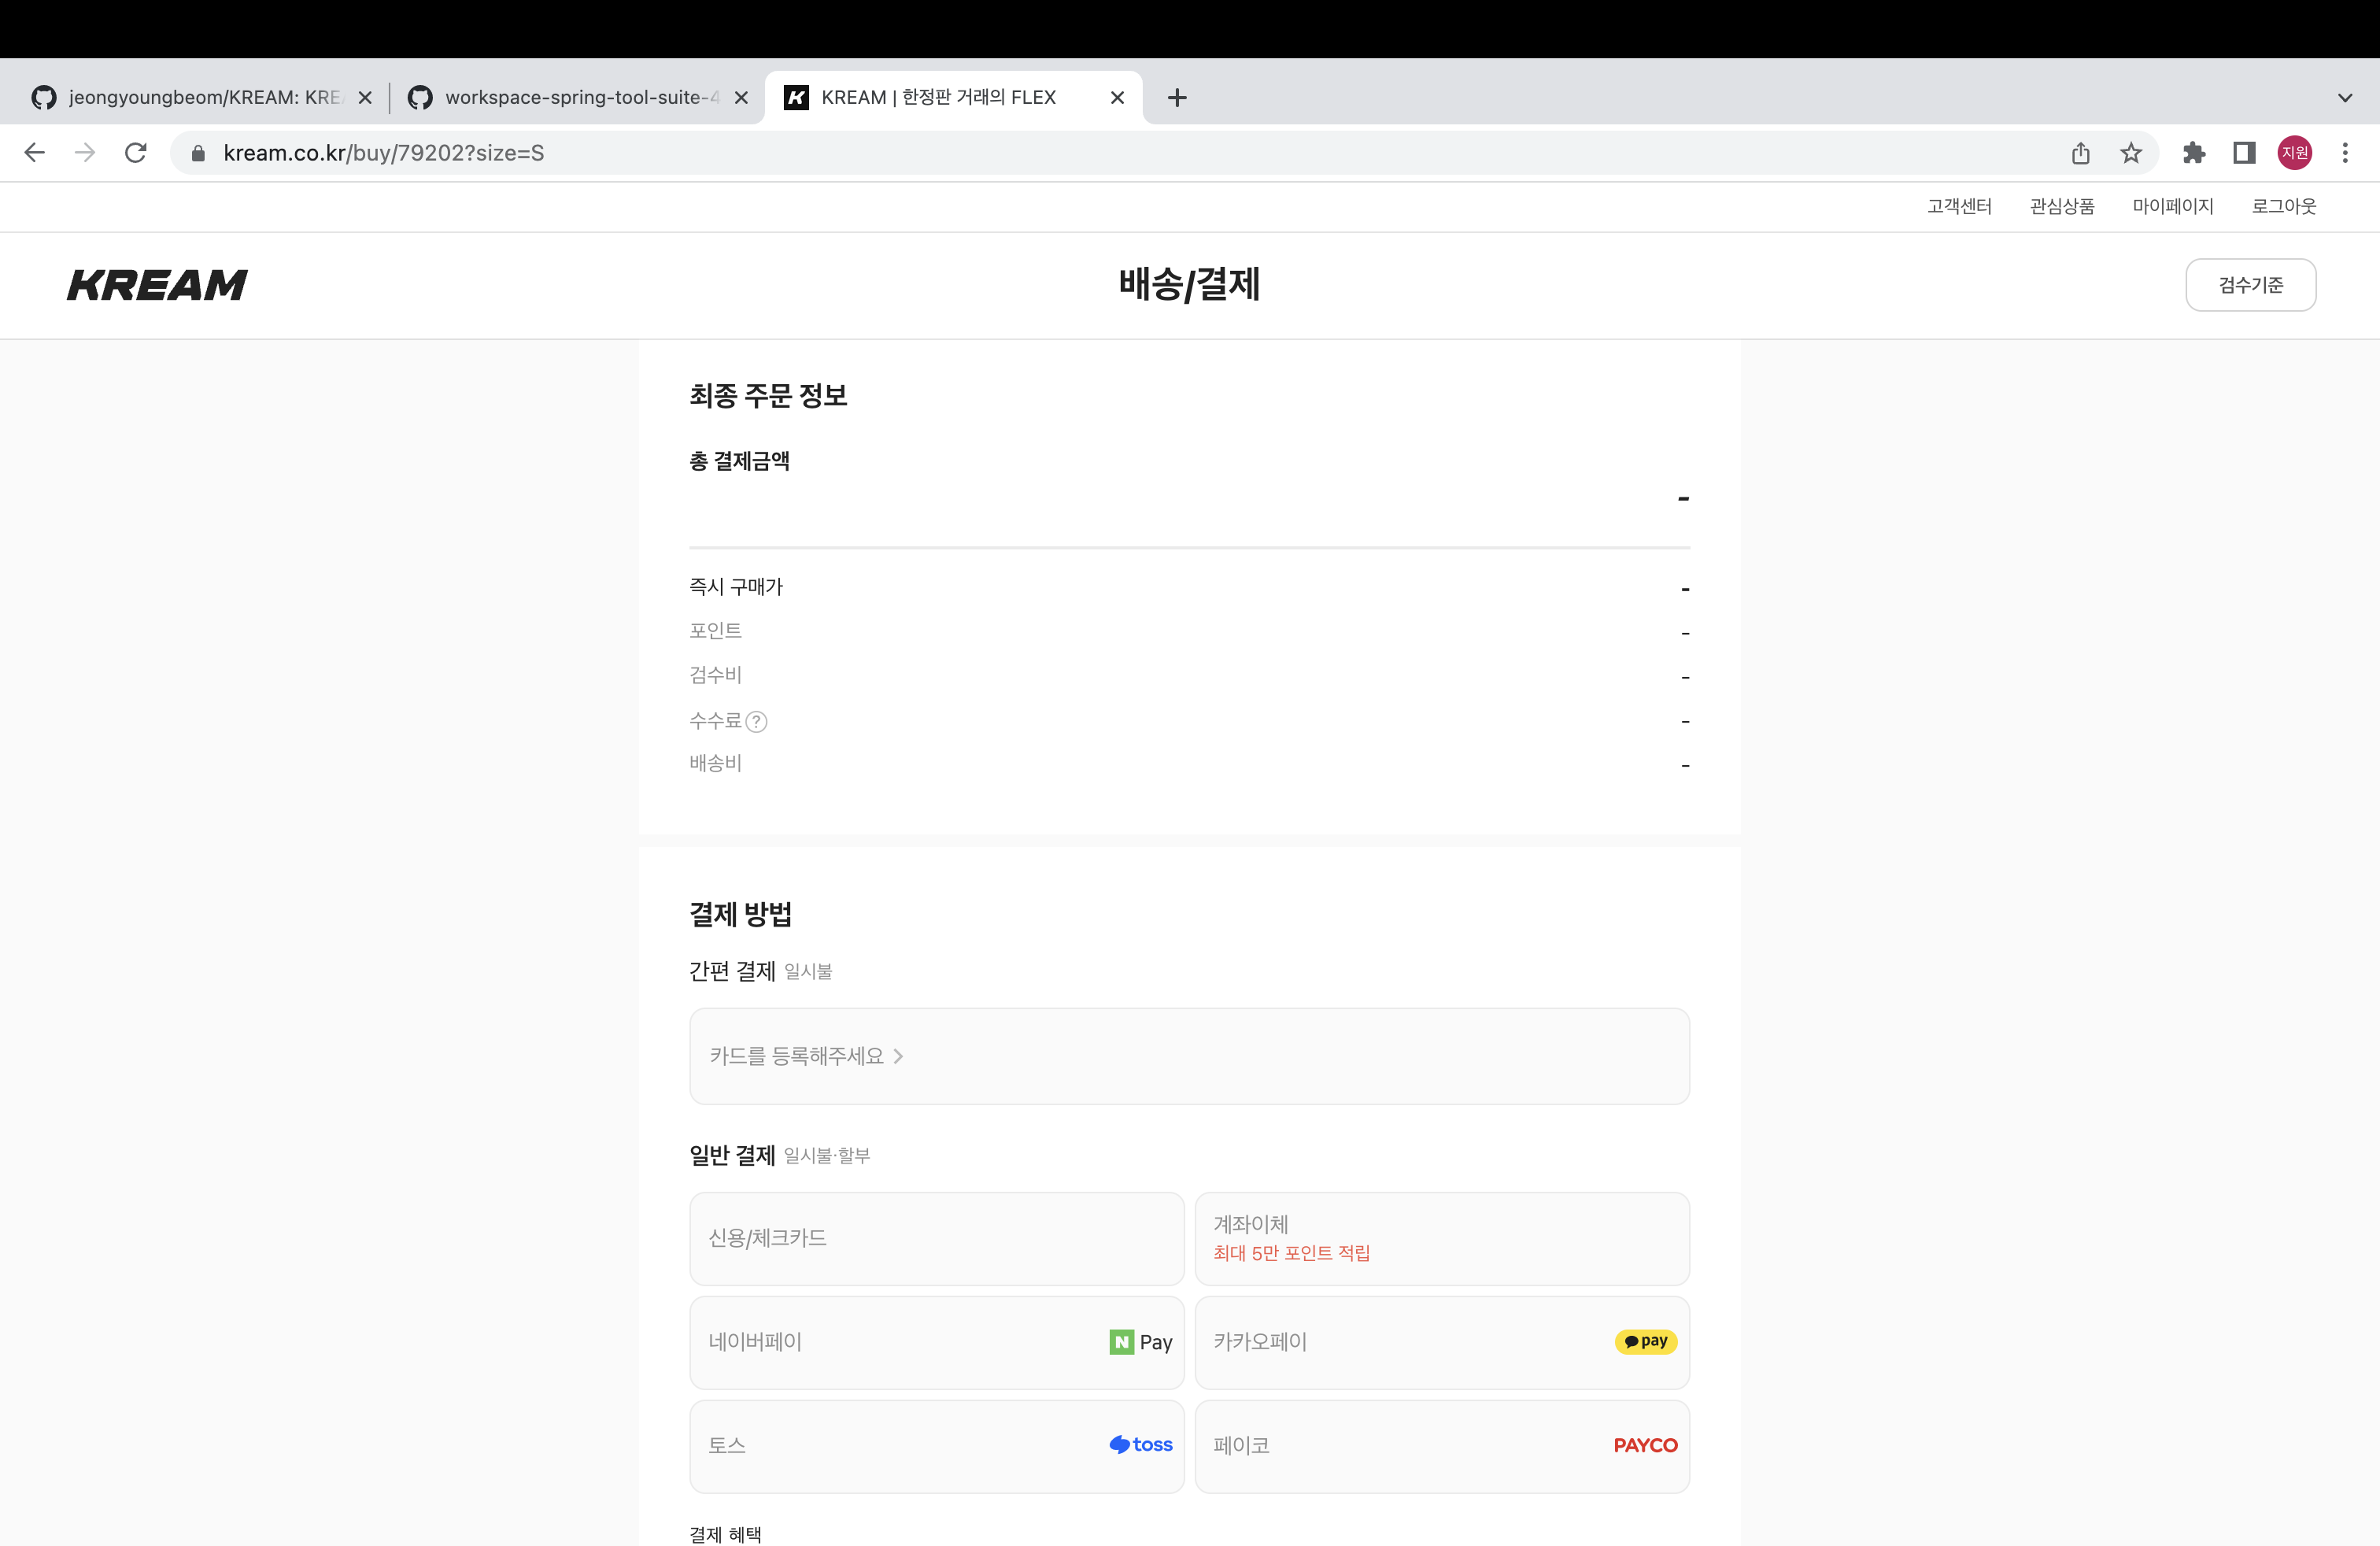 jeongyoungbeom/KREAM: KRE
workspace-spring-tool-suite-4
KREAM | 한정판 거래의 FLEX
kream.co.kr/buy/79202?size=S
지원
고객센터 관심상품 마이페이지 로그아웃
KREAM
배송/결제
검수기준
최종 주문 정보
총 결제금액
-
즉시 구매가 -
포인트 -
검수비 -
수수료 ? -
배송비 -
결제 방법
간편 결제 일시불
카드를 등록해주세요
일반 결제 일시불·할부
신용/체크카드
계좌이체
최대 5만 포인트 적립
네이버페이 N Pay
카카오페이 pay
토스 toss
페이코 PAYCO
결제 혜택